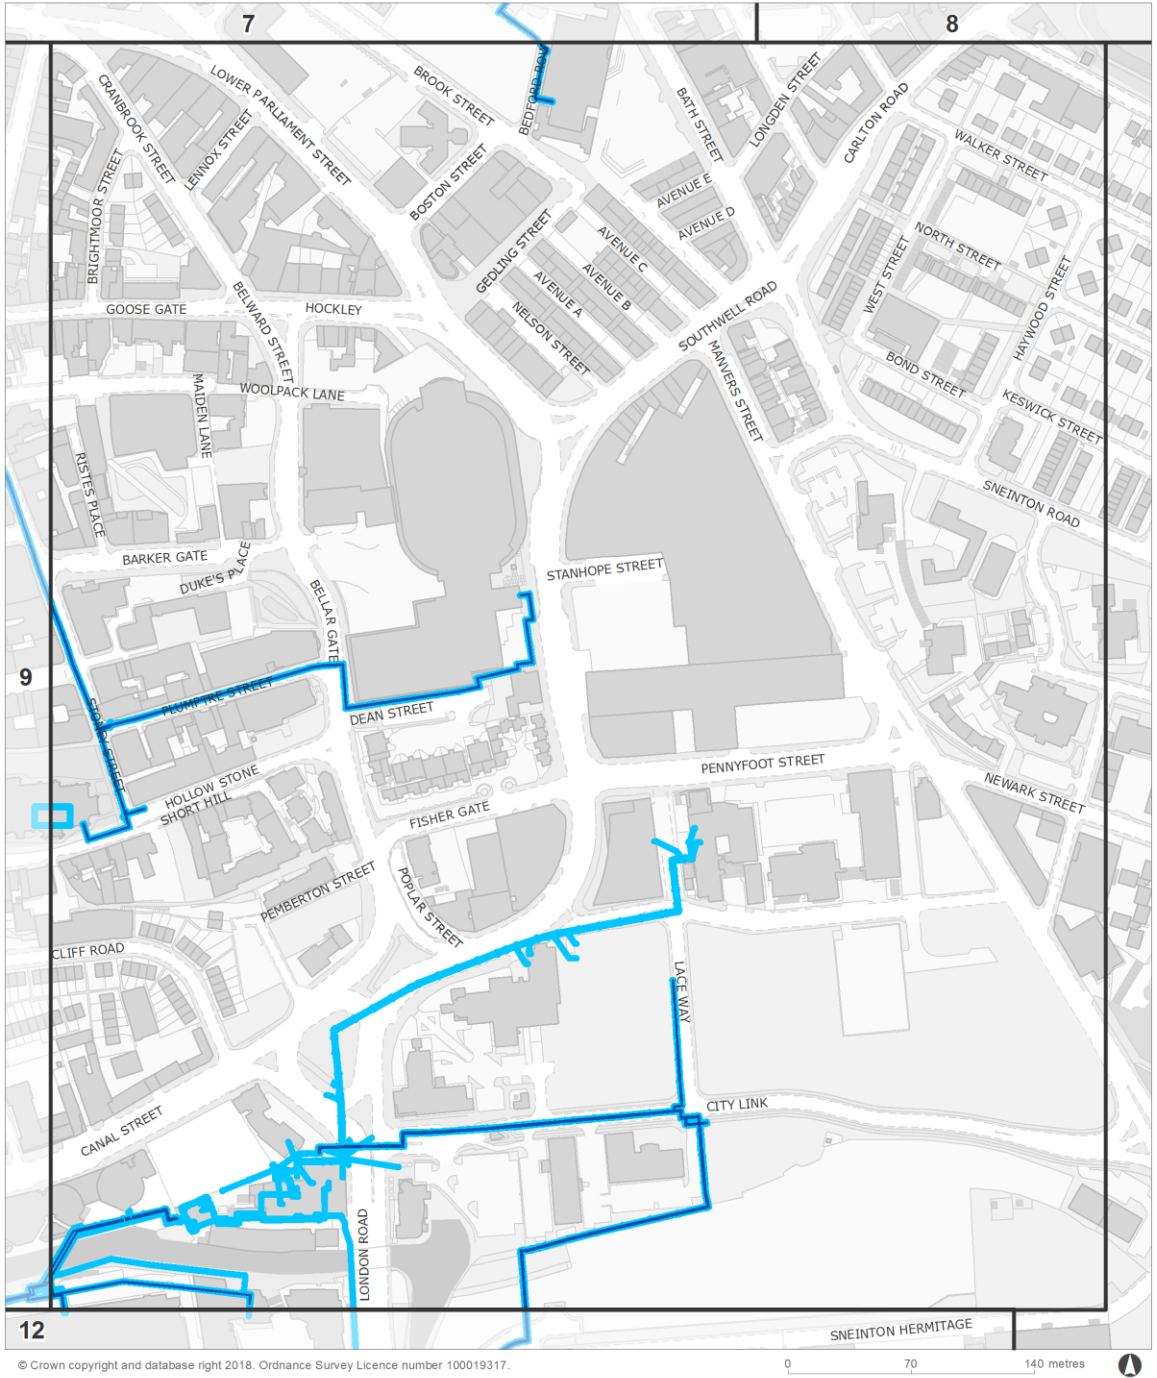 7
8
CRANBROOK STREET
LOWER PARLIAMENT STREET
BROOK STREET
BEDFORD ROW
BATH STREET
LONGDEN STREET
CARLTON ROAD
LENNOX STREET
BRIGHTMOOR STREET
BOSTON STREET
WALKER STREET
AVENUE E
AVENUE D
AVENUE C
AVENUE B
AVENUE A
GEDLING STREET
NELSON STREET
NORTH STREET
WEST STREET
HAYWOOD STREET
GOOSE GATE
BELWARD STREET
HOCKLEY
SOUTHWELL ROAD
MANVERS STREET
BOND STREET
KESWICK STREET
MAIDEN LANE
WOOLPACK LANE
RISTES PLACE
SNEINTON ROAD
BARKER GATE
DUKE'S PLACE
STANHOPE STREET
BELLAR GATE
9
STONEY STREET
PLUMPTRE STREET
DEAN STREET
PENNYFOOT STREET
HOLLOW STONE
SHORT HILL
FISHER GATE
NEWARK STREET
PEMBERTON STREET
POPLAR STREET
CLIFF ROAD
LACE WAY
CITY LINK
CANAL STREET
LONDON ROAD
12
SNEINTON HERMITAGE
© Crown copyright and database right 2018. Ordnance Survey Licence number 100019317.
0 70 140 metres